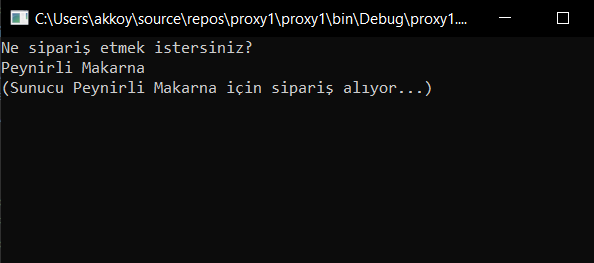 C:\Users\akkoy\source\repos\proxy1\proxy1\bin\Debug\proxy1....
Ne sipariş etmek istersiniz?
Peynirli Makarna
(Sunucu Peynirli Makarna için sipariş alıyor...)